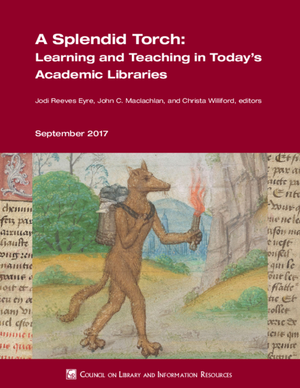 A Splendid Torch:
Learning and Teaching in Today's
Academic Libraries
Jodi Reeves Eyre, John C. Maclachlan, and Christa Williford, editors
September 2017
Council on Library and Information Resources